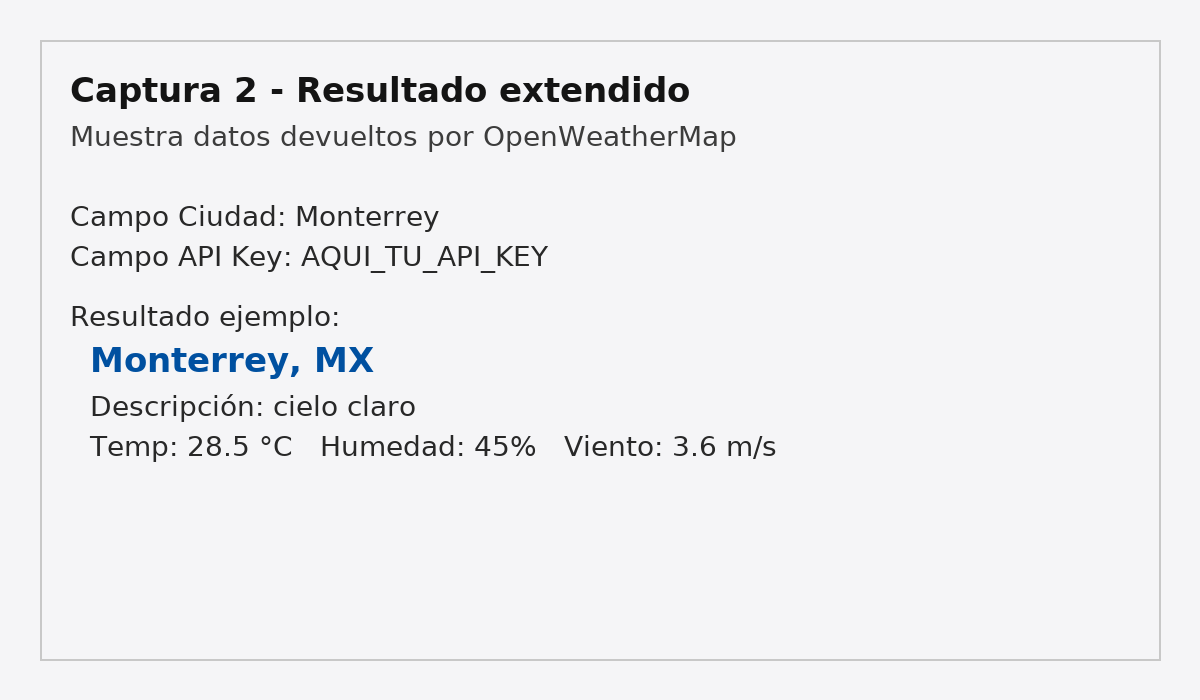 Captura 2 - Resultado extendido
Muestra datos devueltos por OpenWeatherMap
Campo Ciudad: Monterrey
Campo API Key: AQUI_TU_API_KEY
Resultado ejemplo:
Monterrey, MX
Descripción: cielo claro
Temp: 28.5 °C   Humedad: 45%   Viento: 3.6 m/s